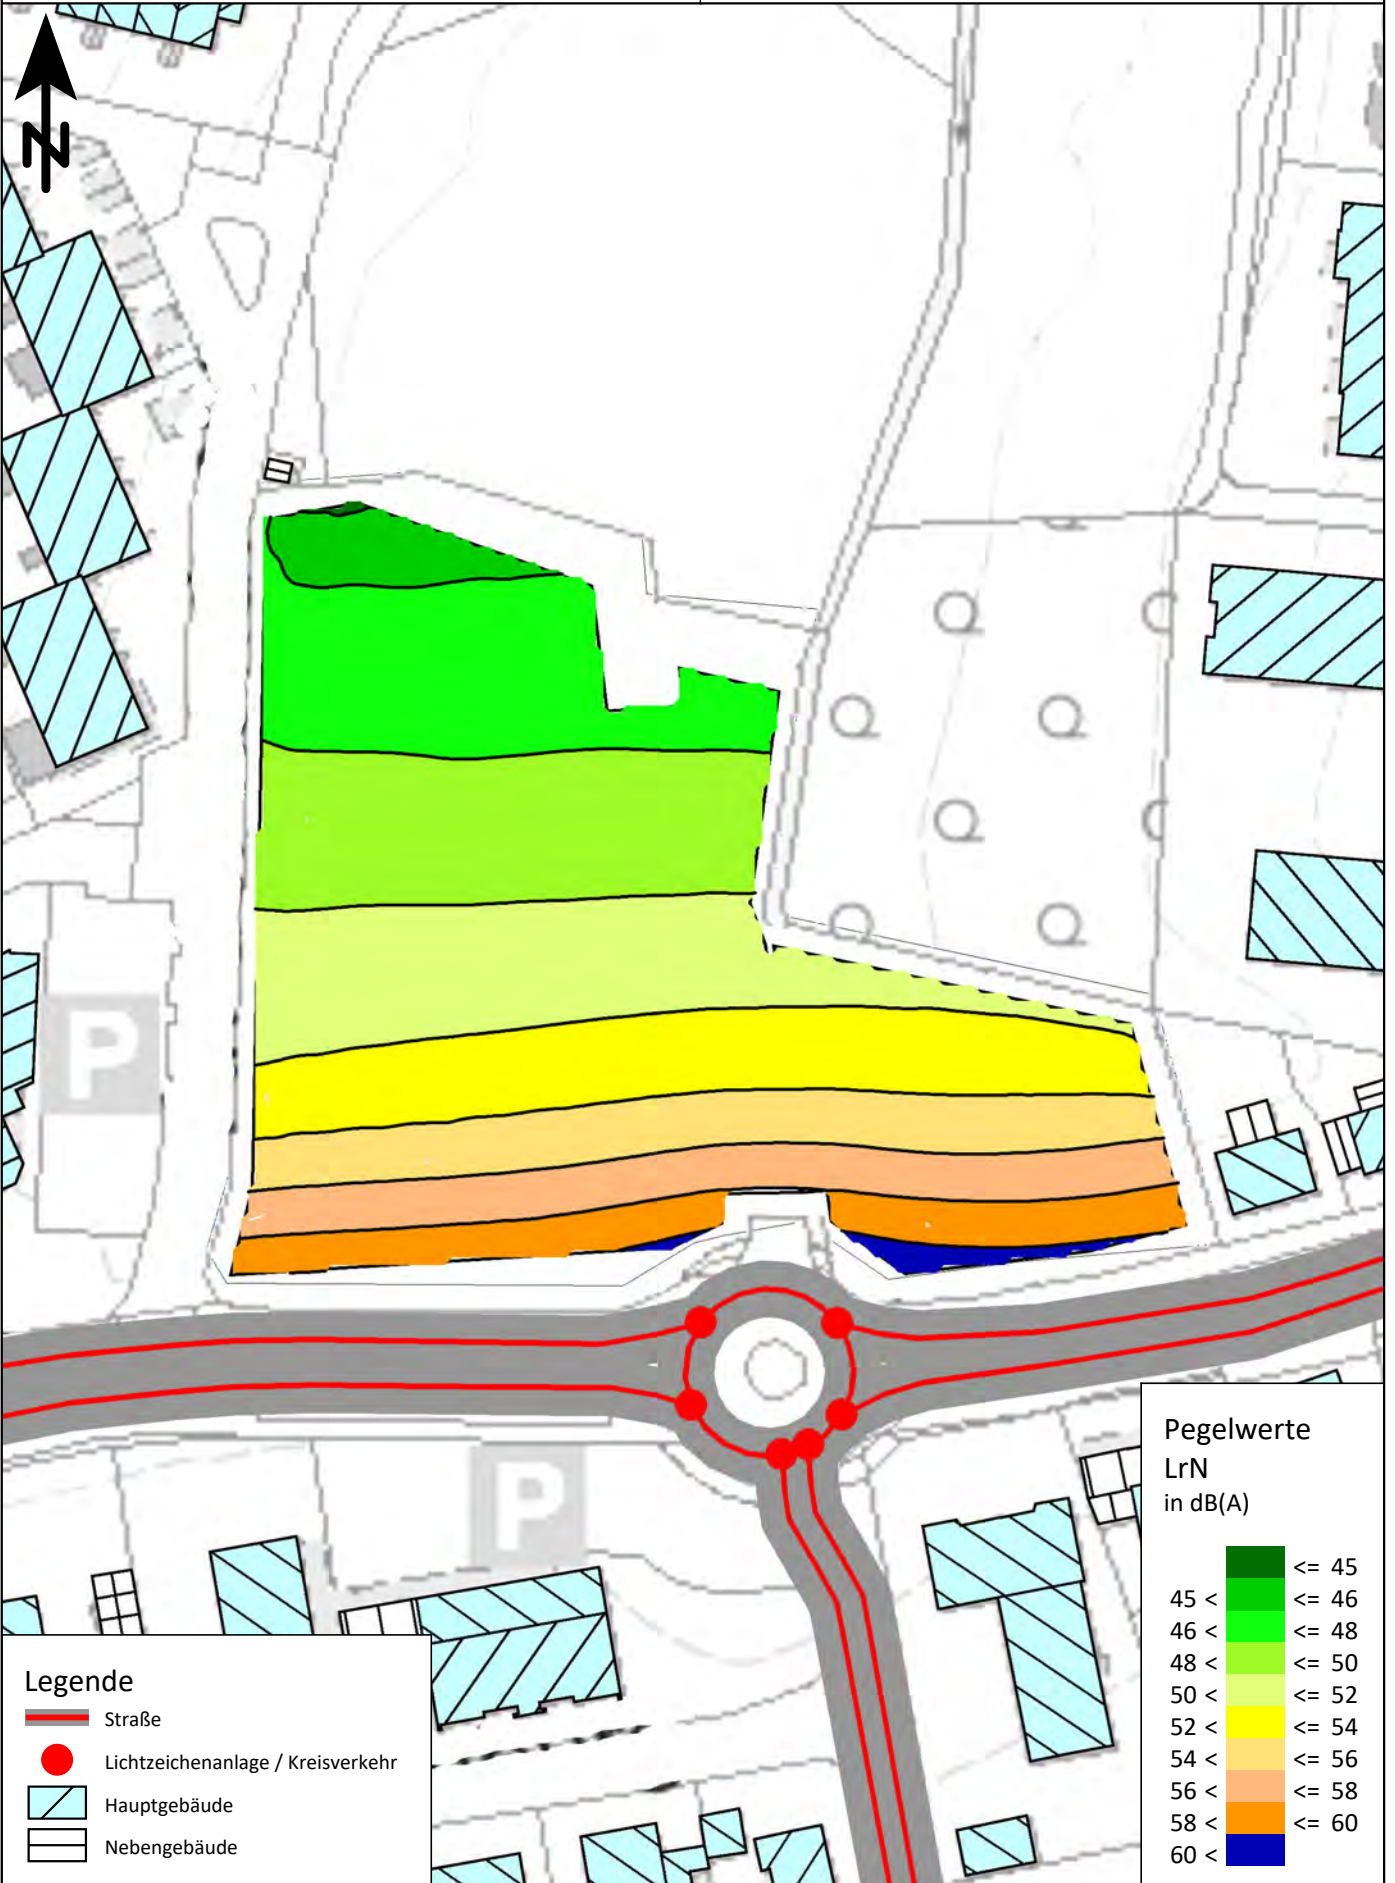 N
P
P
Pegelwerte
LrN
in dB(A)
<= 45
45 < <= 46
46 < <= 48
48 < <= 50
50 < <= 52
52 < <= 54
54 < <= 56
56 < <= 58
58 < <= 60
60 <
Legende
Straße
Lichtzeichenanlage / Kreisverkehr
Hauptgebäude
Nebengebäude